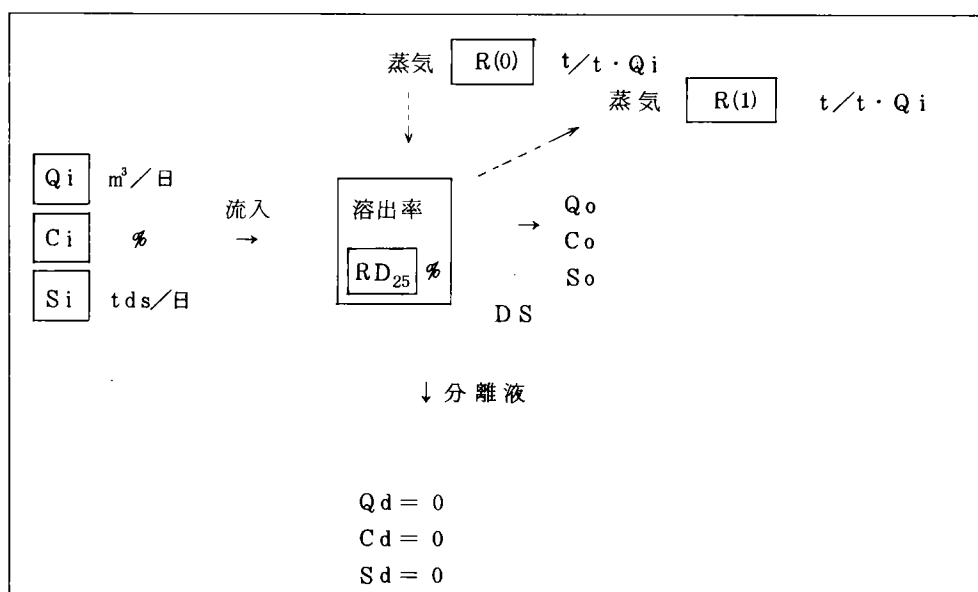 蒸気 R(0) t/t・Qi
蒸気 R(1) t/t・Qi
Qi m³/日
Ci %
Si tds/日
流入
→
溶出率
RD₂₅ %
→
Qo
Co
So
DS
↓分離液
Qd = 0
Cd = 0
Sd = 0